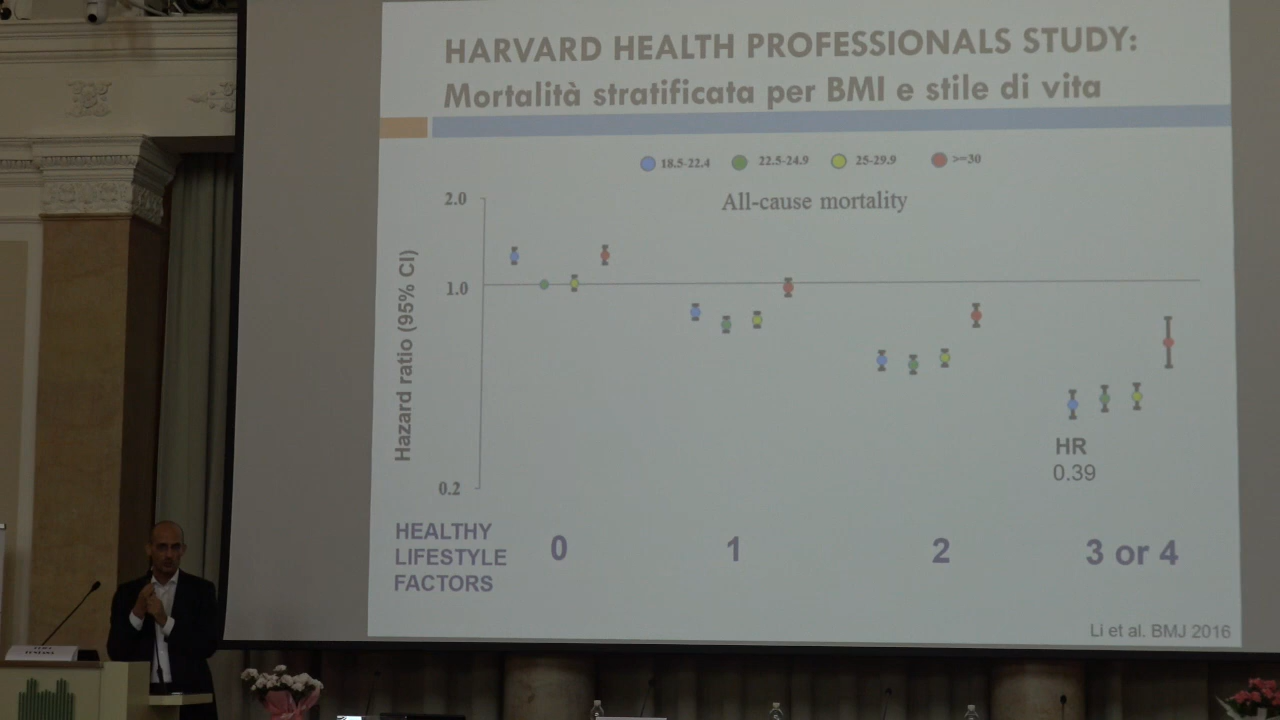 HARVARD HEALTH PROFESSIONALS STUDY:
Mortalità stratificata per BMI e stile di vita
18.5-22.4 22.5-24.9 25-29.9 >=30
All-cause mortality
Hazard ratio (95% CI)
2.0
1.0
0.2
HR
0.39
HEALTHY
LIFESTYLE
FACTORS
0 1 2 3 or 4
Li et al. BMJ 2016